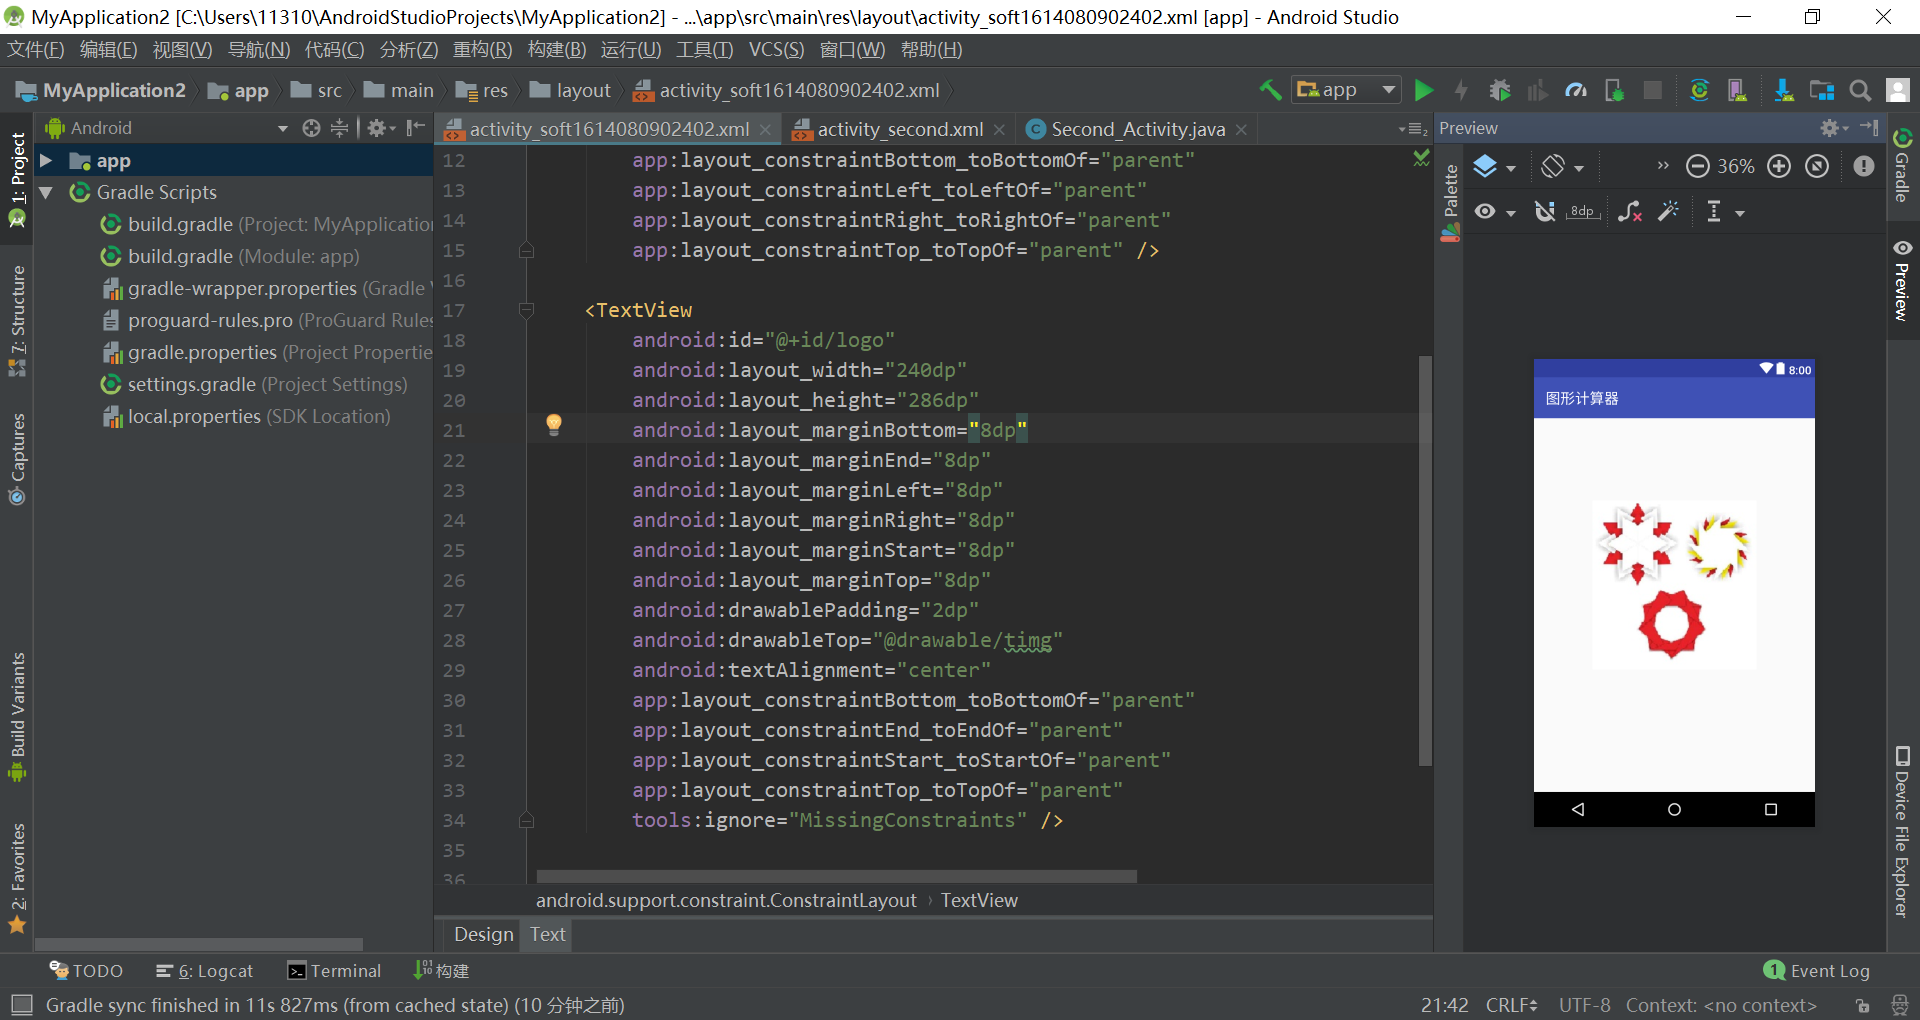 MyApplication2 [C:\Users\11310\AndroidStudioProjects\MyApplication2] - ...\app\src\main\res\layout\activity_soft1614080902402.xml [app] - Android Studio
文件(F) 编辑(E) 视图(V) 导航(N) 代码(C) 分析(Z) 重构(R) 构建(B) 运行(U) 工具(T) VCS(S) 窗口(W) 帮助(H)
MyApplication2 app src main res layout activity_soft1614080902402.xml
app
1: Project
7: Structure
Captures
Build Variants
2: Favorites
Android
app
Gradle Scripts
build.gradle (Project: MyApplication
build.gradle (Module: app)
gradle-wrapper.properties (Gradle
proguard-rules.pro (ProGuard Rules
gradle.properties (Project Propertie
settings.gradle (Project Settings)
local.properties (SDK Location)
activity_soft1614080902402.xml activity_second.xml Second_Activity.java
12 app:layout_constraintBottom_toBottomOf="parent"
13 app:layout_constraintLeft_toLeftOf="parent"
14 app:layout_constraintRight_toRightOf="parent"
15 app:layout_constraintTop_toTopOf="parent" />
16
17 <TextView
18 android:id="@+id/logo"
19 android:layout_width="240dp"
20 android:layout_height="286dp"
21 android:layout_marginBottom="8dp"
22 android:layout_marginEnd="8dp"
23 android:layout_marginLeft="8dp"
24 android:layout_marginRight="8dp"
25 android:layout_marginStart="8dp"
26 android:layout_marginTop="8dp"
27 android:drawablePadding="2dp"
28 android:drawableTop="@drawable/timg"
29 android:textAlignment="center"
30 app:layout_constraintBottom_toBottomOf="parent"
31 app:layout_constraintEnd_toEndOf="parent"
32 app:layout_constraintStart_toStartOf="parent"
33 app:layout_constraintTop_toTopOf="parent"
34 tools:ignore="MissingConstraints" />
35
36
android.support.constraint.ConstraintLayout › TextView
Design Text
Preview
Palette
36%
8dp
8:00
图形计算器
Gradle
Preview
Device File Explorer
TODO 6: Logcat Terminal 构建
1 Event Log
Gradle sync finished in 11s 827ms (from cached state) (10 分钟之前)
21:42 CRLF UTF-8 Context: <no context>